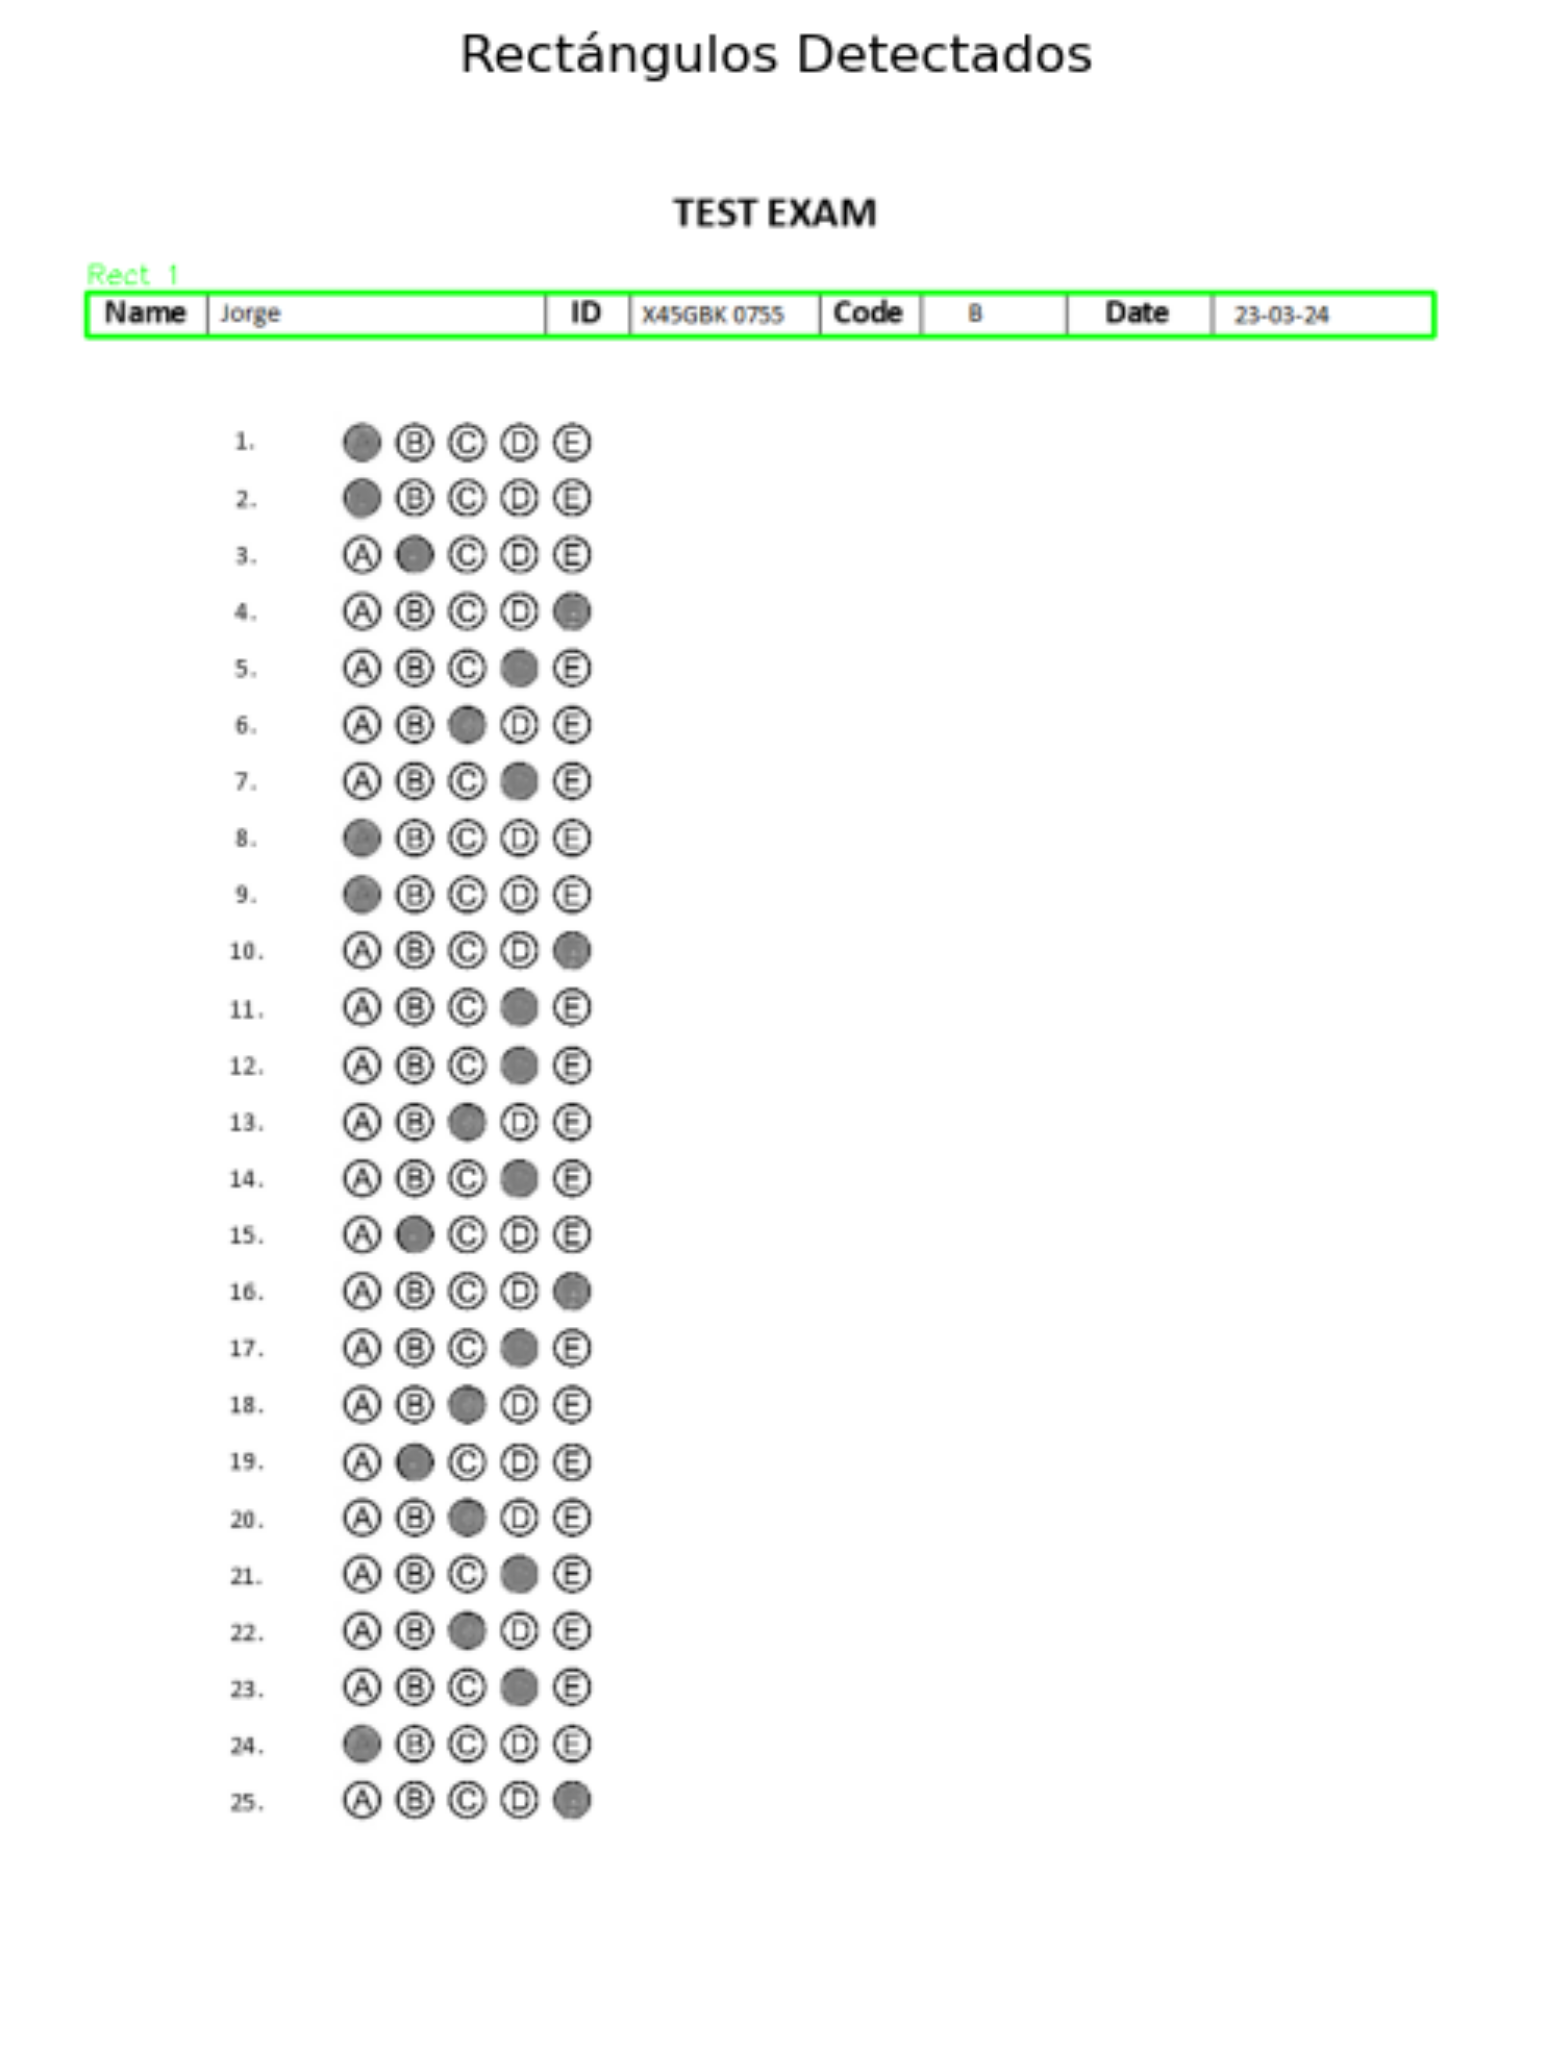 Rectángulos Detectados
TEST EXAM
Rect 1
Name Jorge ID X45GBK 0755 Code B Date 23-03-24
1. A B C D E
2. B C D E
3. A C D E
4. A B C D
5. A B C E
6. A B D E
7. A B C E
8. A B C D E
9. A B C D E
10. A B C D
11. A B C E
12. A B C E
13. A B D E
14. A B C E
15. A C D E
16. A B C D
17. A B C E
18. A B D E
19. A C D E
20. A B D E
21. A B C E
22. A B D E
23. A B C E
24. A B C D E
25. A B C D